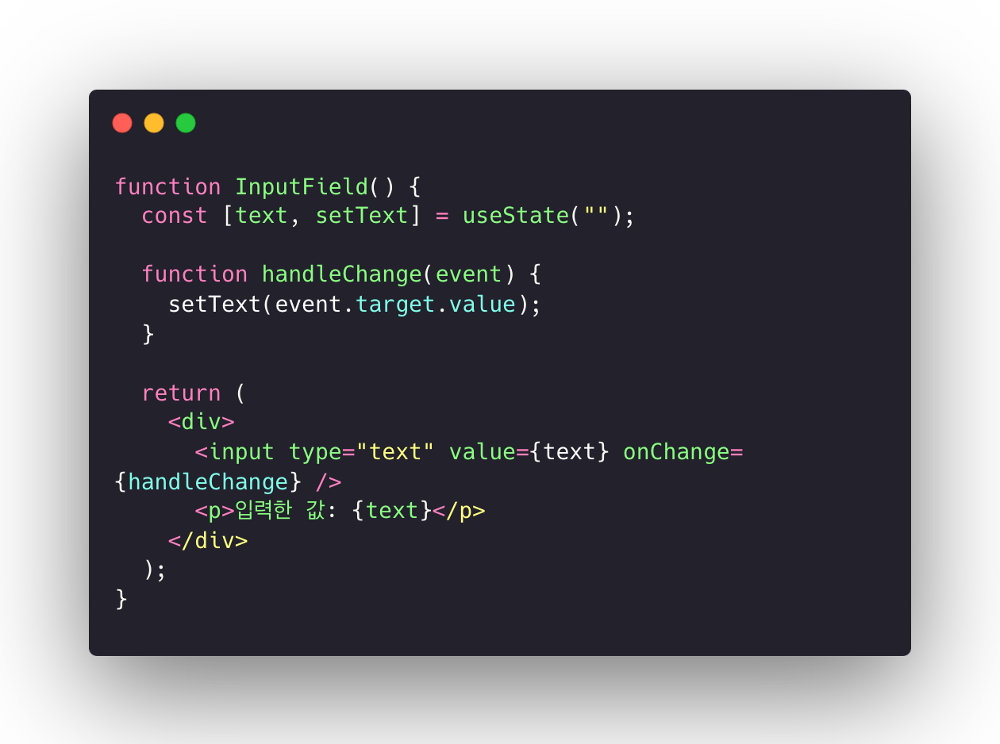 function InputField() {
  const [text, setText] = useState("");

  function handleChange(event) {
    setText(event.target.value);
  }

  return (
    <div>
      <input type="text" value={text} onChange=
{handleChange} />
      <p>입력한 값: {text}</p>
    </div>
  );
}